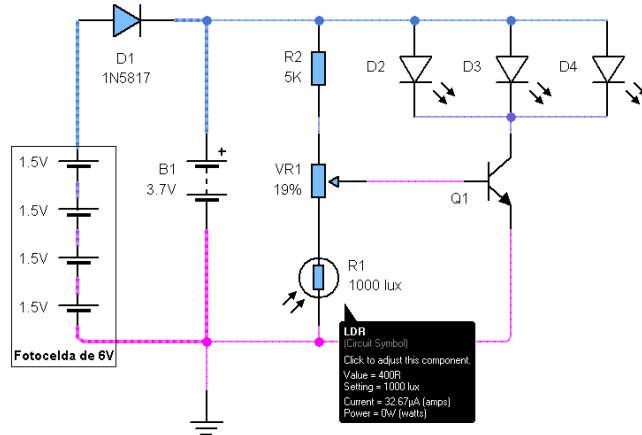 D1
1N5817
R2
5K
D2
D3
D4
1.5V
1.5V
1.5V
1.5V
B1
3.7V
+
VR1
19%
Q1
R1
1000 lux
Fotocelda de 6V
LDR
(Circuit Symbol)
Click to adjust this component.
Value = 400R
Setting = 1000 lux
Current = 32.67µA (amps)
Power = 0W (watts)